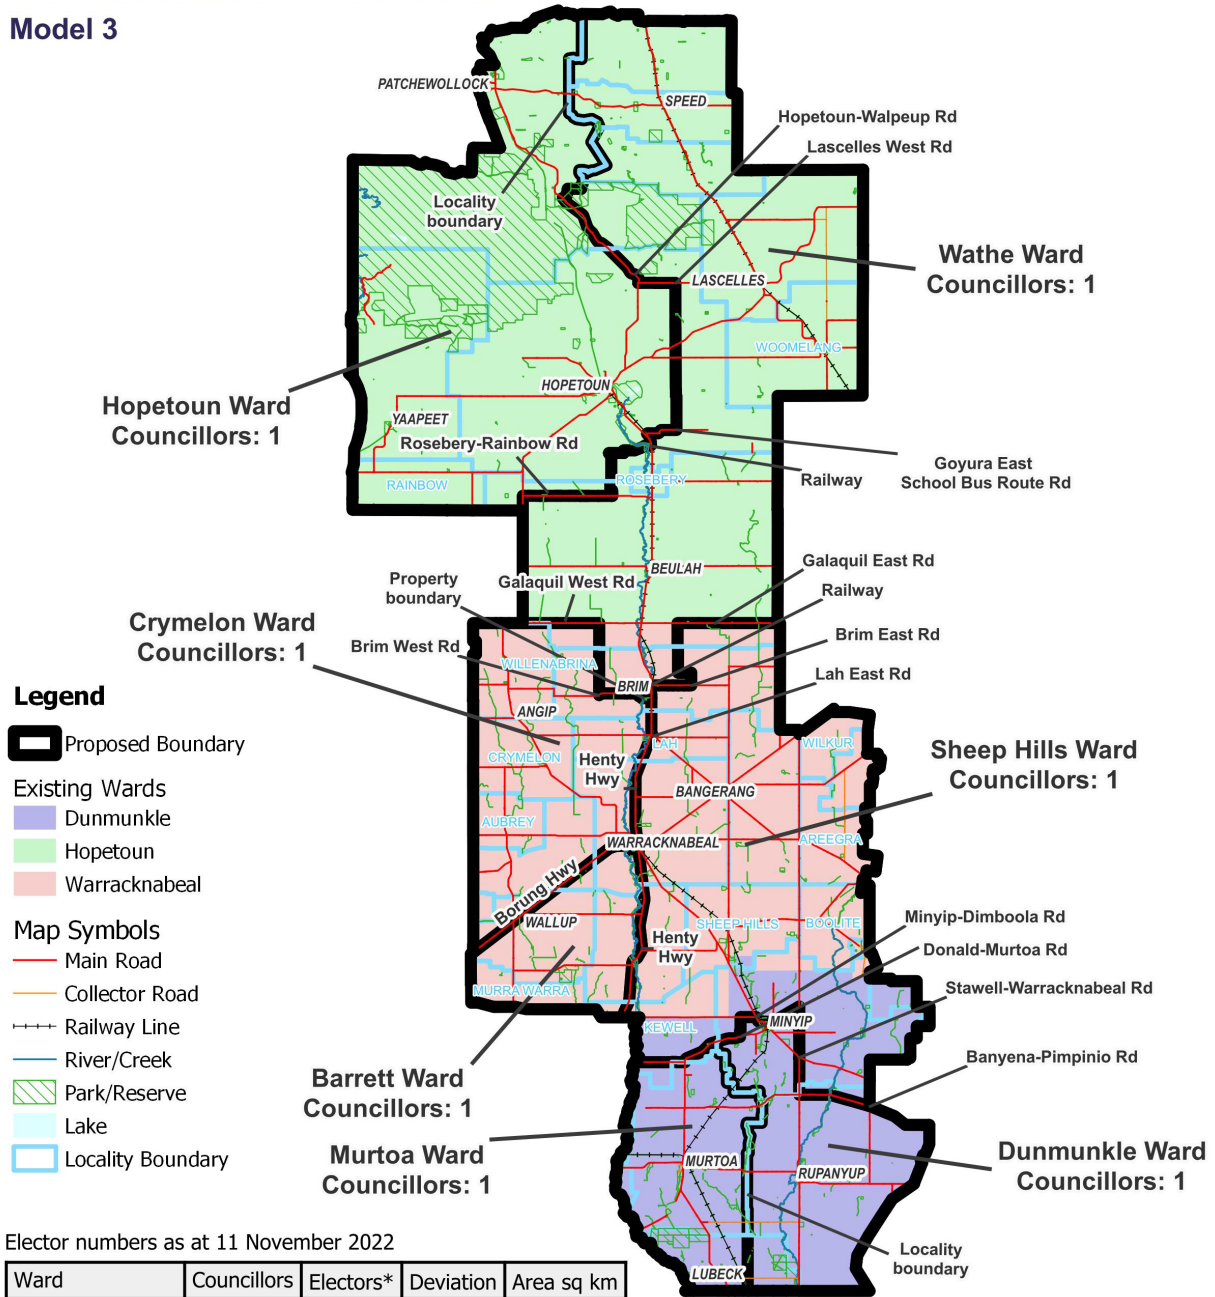 Model 3
PATCHEWOLLOCK
SPEED
Hopetoun-Walpeup Rd
Lascelles West Rd
Locality
boundary
Wathe Ward
Councillors: 1
LASCELLES
WOOMELANG
HOPETOUN
Hopetoun Ward
Councillors: 1
YAAPEET
Rosebery-Rainbow Rd
Goyura East
School Bus Route Rd
Railway
RAINBOW
ROSEBERY
BEULAH
Galaquil East Rd
Property
boundary
Galaquil West Rd
Railway
Crymelon Ward
Councillors: 1
Brim West Rd
Brim East Rd
WILLENABRINA
BRIM
Lah East Rd
Legend
Proposed Boundary
Existing Wards
Dunmunkle
Hopetoun
Warracknabeal
Map Symbols
Main Road
Collector Road
Railway Line
River/Creek
Park/Reserve
Lake
Locality Boundary
ANGIP
LAH
WILKUR
CRYMELON
Henty
Hwy
Sheep Hills Ward
Councillors: 1
BANGERANG
AUBREY
WARRACKNABEAL
AREEGRA
Borung Hwy
WALLUP
SHEEP HILLS
BOOLITE
Minyip-Dimboola Rd
Henty
Hwy
Donald-Murtoa Rd
MURRA WARRA
Stawell-Warracknabeal Rd
KEWELL
MINYIP
Banyena-Pimpinio Rd
Barrett Ward
Councillors: 1
Murtoa Ward
Councillors: 1
MURTOA
RUPANYUP
Dunmunkle Ward
Councillors: 1
Locality
boundary
LUBECK
Elector numbers as at 11 November 2022
Ward Councillors Electors* Deviation Area sq km